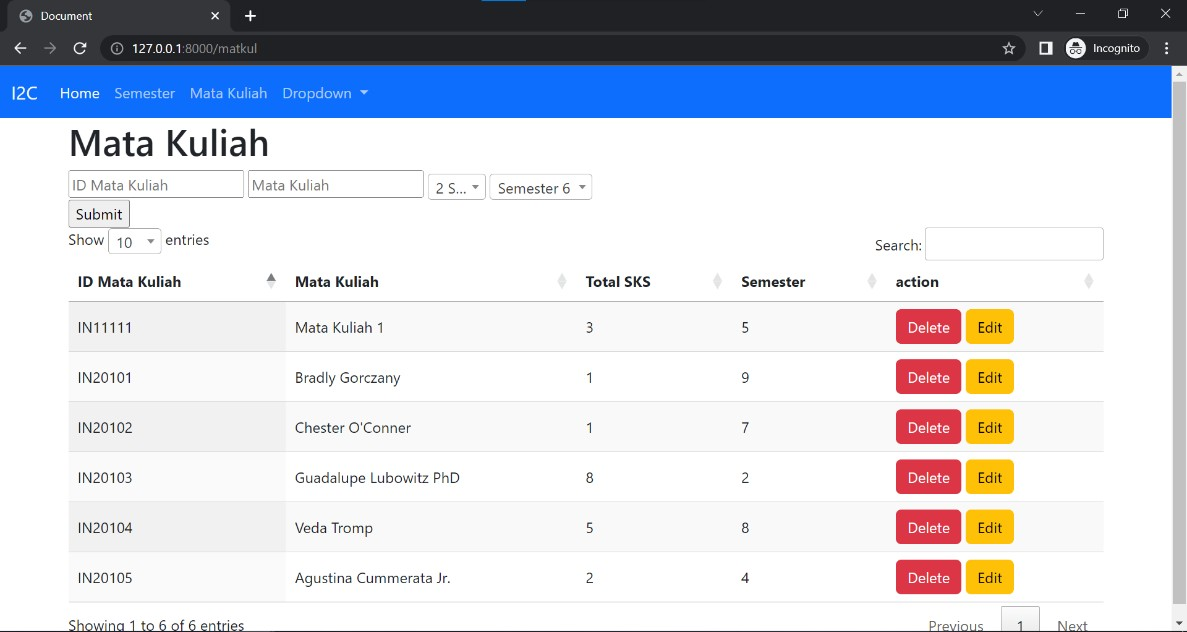 Document
127.0.0.1:8000/matkul
Incognito
I2C Home Semester Mata Kuliah Dropdown
Mata Kuliah
ID Mata Kuliah Mata Kuliah 2 S... Semester 6
Submit
Show 10 entries Search:
ID Mata Kuliah Mata Kuliah Total SKS Semester action
IN11111 Mata Kuliah 1 3 5 Delete Edit
IN20101 Bradly Gorczany 1 9 Delete Edit
IN20102 Chester O'Conner 1 7 Delete Edit
IN20103 Guadalupe Lubowitz PhD 8 2 Delete Edit
IN20104 Veda Tromp 5 8 Delete Edit
IN20105 Agustina Cummerata Jr. 2 4 Delete Edit
Showing 1 to 6 of 6 entries Previous 1 Next